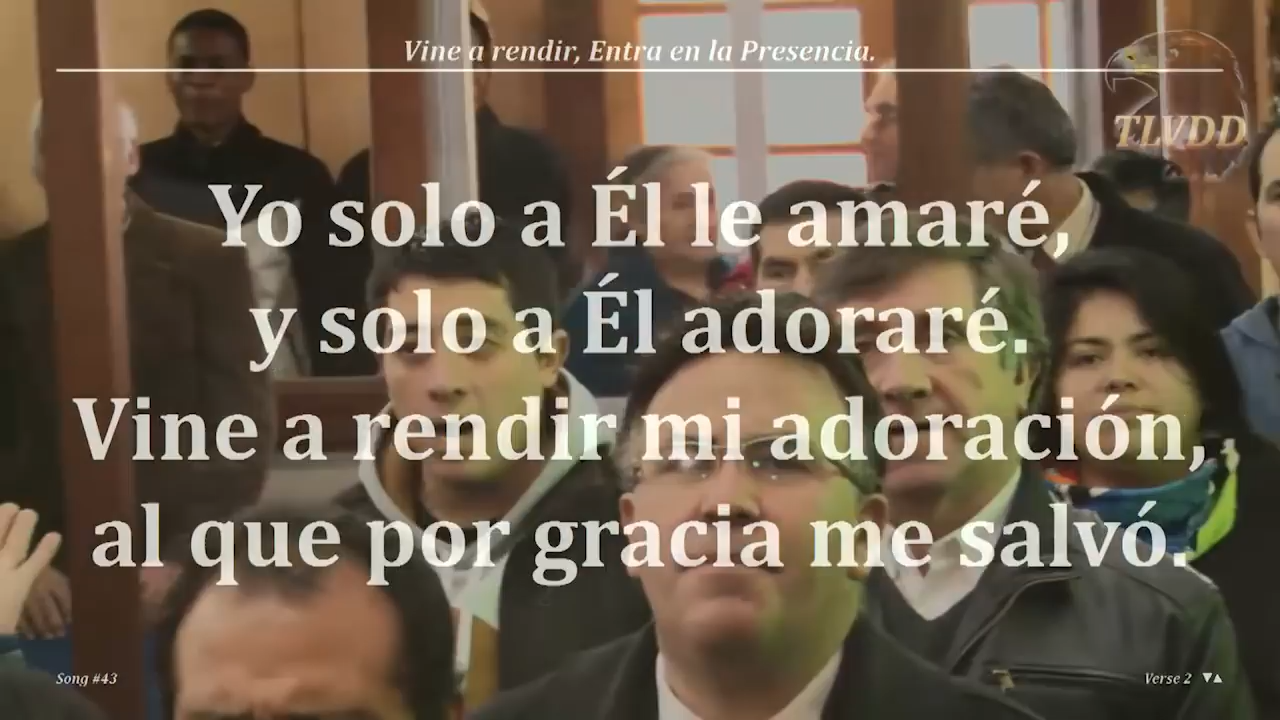 Vine a rendir, Entra en la Presencia.
TLVDD
Yo solo a Él le amaré,
y solo a Él adoraré.
Vine a rendir mi adoración,
al que por gracia me salvó.
Song #43
Verse 2 ▼▲